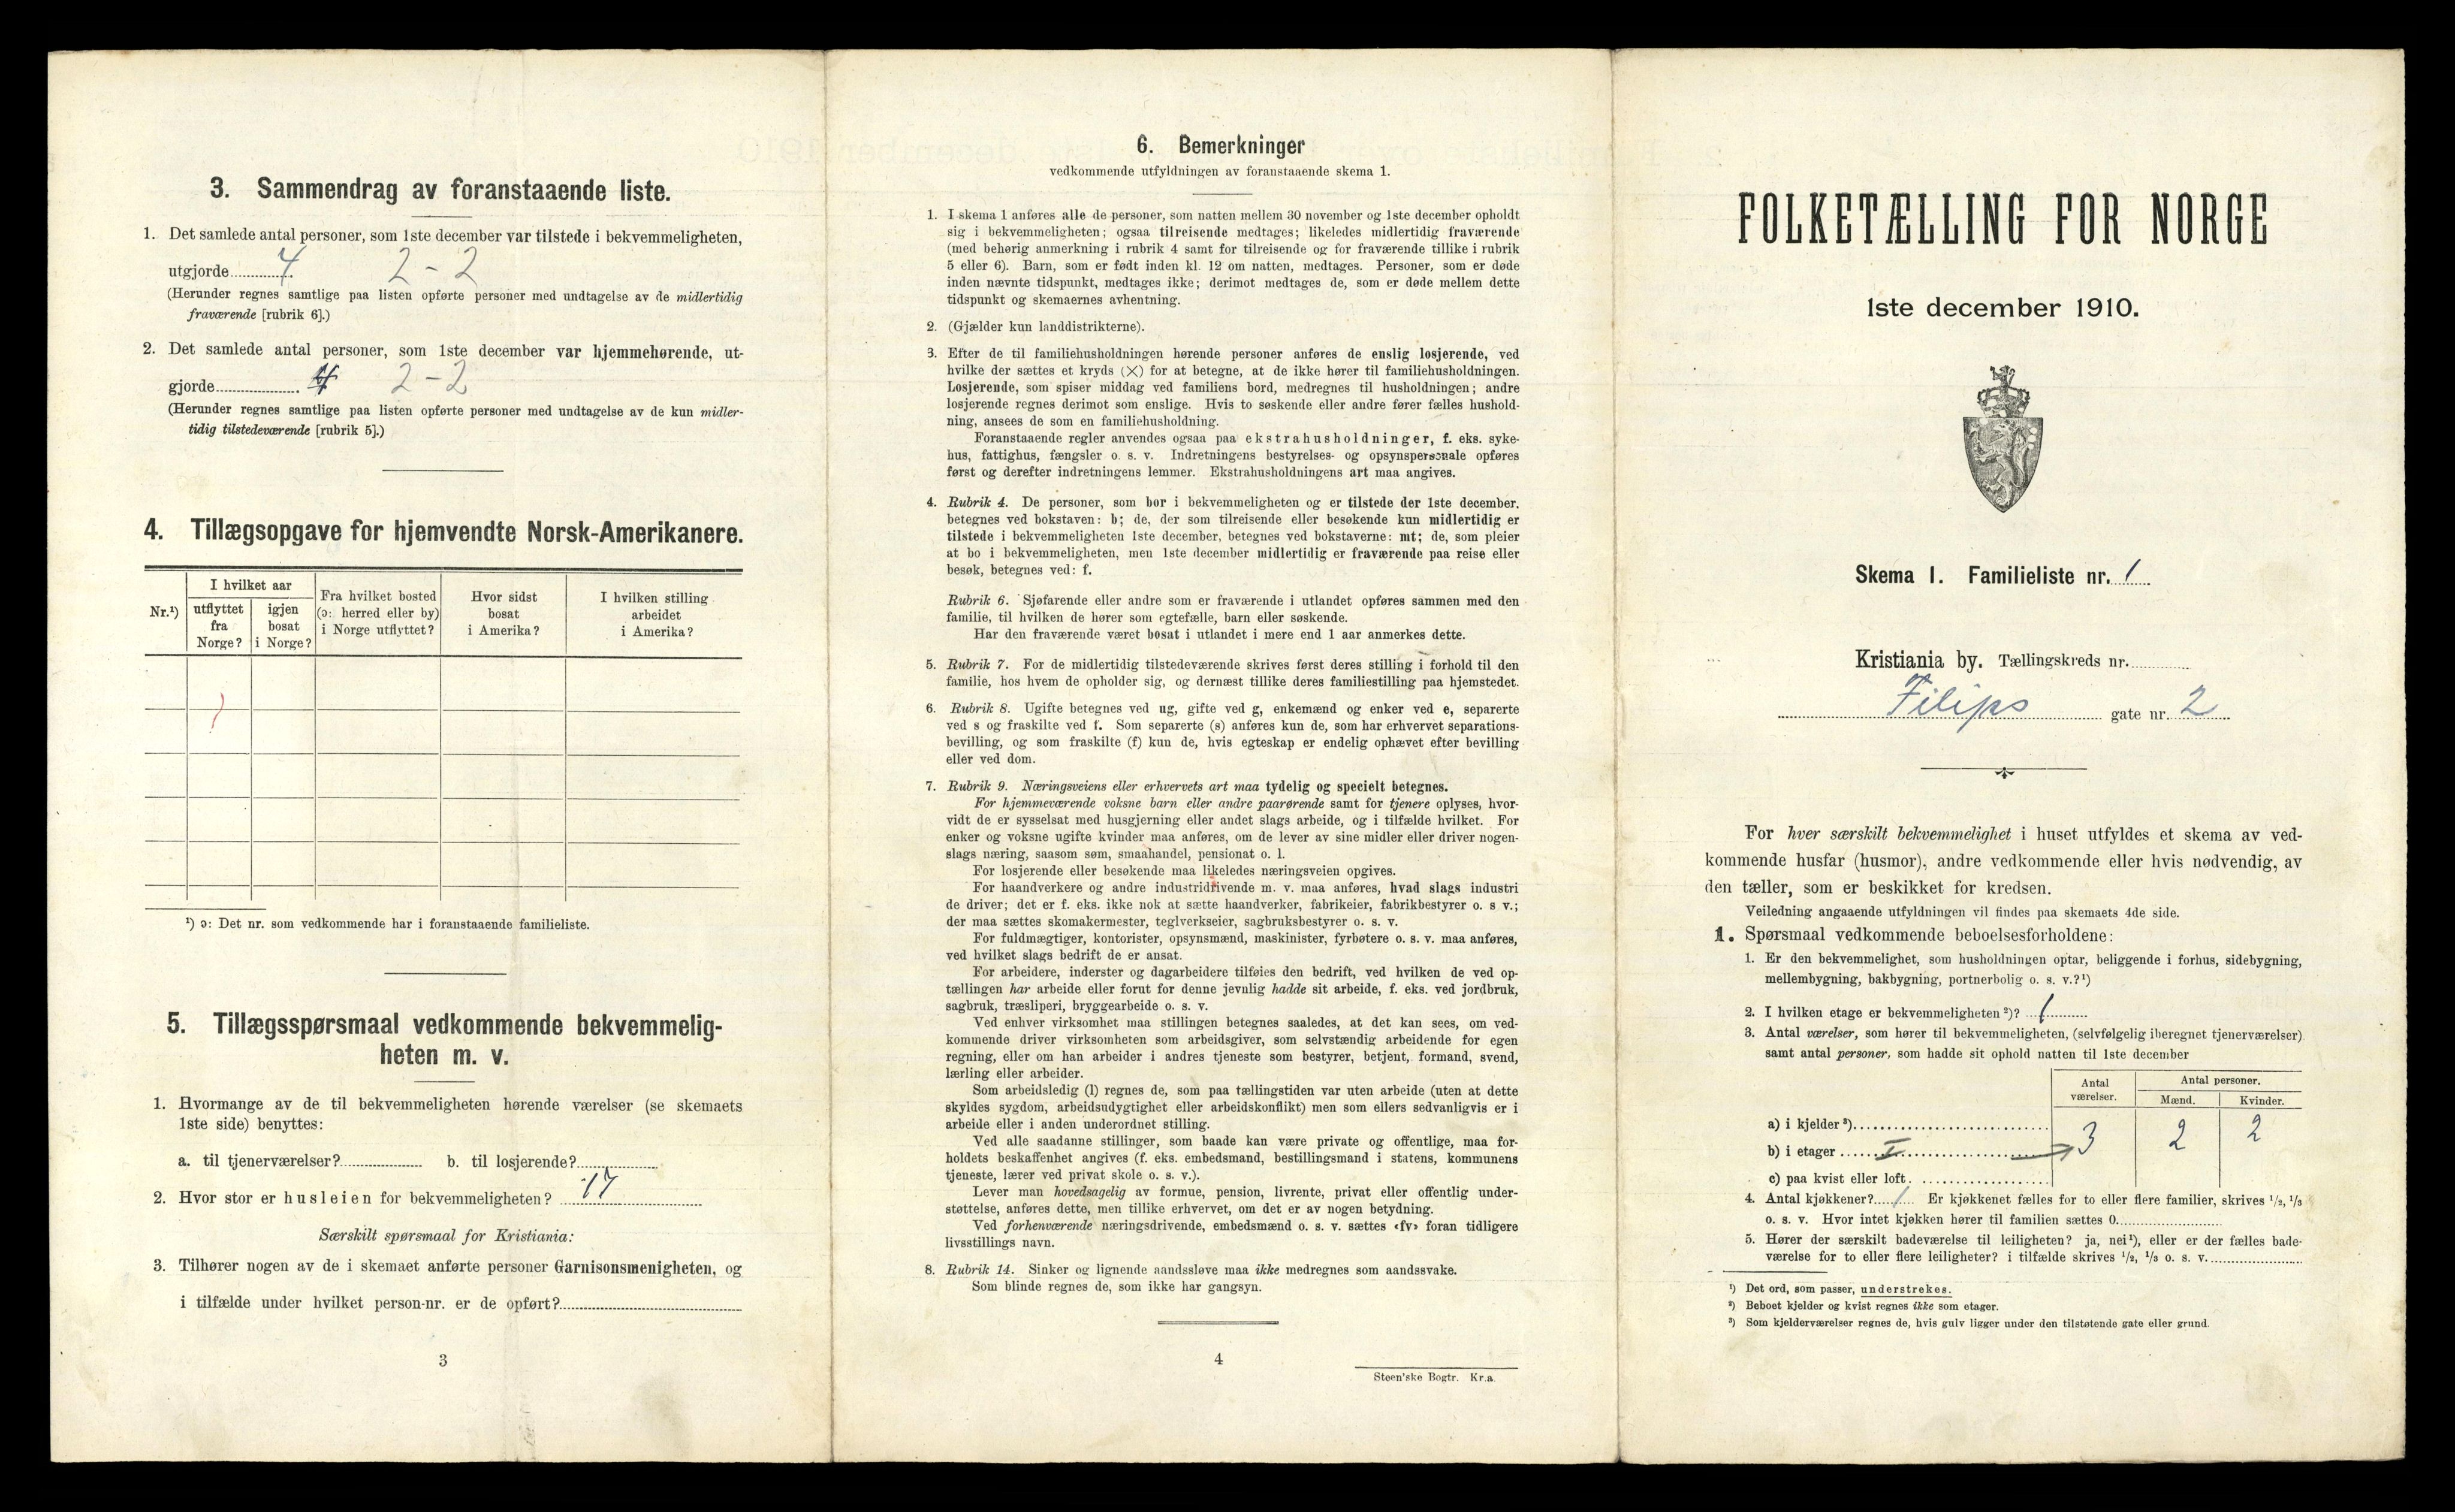 3. Sammendrag av foranstaaende liste.
1. Det samlede antal personer, som 1ste december var tilstede i bekvemmeligheten,
utgjorde 4 2 - 2
(Herunder regnes samtlige paa listen opførte personer med undtagelse av de midlertidig
fraværende [rubrik 6].)
2. Det samlede antal personer, som 1ste december var hjemmehørende, ut-
gjorde 4 2 - 2
(Herunder regnes samtlige paa listen opførte personer med undtagelse av de kun midler-
tidig tilstedeværende [rubrik 5].)
4. Tillægsopgave for hjemvendte Norsk-Amerikanere.
Nr.¹)
I hvilket aar
utflyttet
fra
Norge?
igjen
bosat
i Norge?
Fra hvilket bosted
(ɔ: herred eller by)
i Norge utflyttet?
Hvor sidst
bosat
i Amerika?
I hvilken stilling
arbeidet
i Amerika?
¹) ɔ: Det nr. som vedkommende har i foranstaaende familieliste.
5. Tillægsspørsmaal vedkommende bekvemmelig-
heten m. v.
1. Hvormange av de til bekvemmeligheten hørende værelser (se skemaets
1ste side) benyttes:
a. til tjenerværelser? b. til losjerende?
2. Hvor stor er husleien for bekvemmeligheten? 17
Særskilt spørsmaal for Kristiania:
3. Tilhører nogen av de i skemaet anførte personer Garnisonsmenigheten, og
i tilfælde under hvilket person-nr. er de opført?
3
6. Bemerkninger
vedkommende utfyldningen av foranstaaende skema 1.
1. I skema 1 anføres alle de personer, som natten mellem 30 november og 1ste december opholdt
sig i bekvemmeligheten; ogsaa tilreisende medtages; likeledes midlertidig fraværende
(med behørig anmerkning i rubrik 4 samt for tilreisende og for fraværende tillike i rubrik
5 eller 6). Barn, som er født inden kl. 12 om natten, medtages. Personer, som er døde
inden nævnte tidspunkt, medtages ikke; derimot medtages de, som er døde mellem dette
tidspunkt og skemaernes avhentning.
2. (Gjælder kun landdistrikterne).
3. Efter de til familiehusholdningen hørende personer anføres de enslig losjerende, ved
hvilke der sættes et kryds (×) for at betegne, at de ikke hører til familiehusholdningen.
Losjerende, som spiser middag ved familiens bord, medregnes til husholdningen; andre
losjerende regnes derimot som enslige. Hvis to søskende eller andre fører fælles hushold-
ning, ansees de som en familiehusholdning.
Foranstaaende regler anvendes ogsaa paa ekstrahusholdninger, f. eks. syke-
hus, fattighus, fængsler o. s. v. Indretningens bestyrelses- og opsynspersonale opføres
først og derefter indretningens lemmer. Ekstrahusholdningens art maa angives.
4. Rubrik 4. De personer, som bor i bekvemmeligheten og er tilstede der 1ste december,
betegnes ved bokstaven: b; de, der som tilreisende eller besøkende kun midlertidig er
tilstede i bekvemmeligheten 1ste december, betegnes ved bokstaverne: mt; de, som pleier
at bo i bekvemmeligheten, men 1ste december midlertidig er fraværende paa reise eller
besøk, betegnes ved: f.
Rubrik 6. Sjøfarende eller andre som er fraværende i utlandet opføres sammen med den
familie, til hvilken de hører som egtefælle, barn eller søskende.
Har den fraværende været bosat i utlandet i mere end 1 aar anmerkes dette.
5. Rubrik 7. For de midlertidig tilstedeværende skrives først deres stilling i forhold til den
familie, hos hvem de opholder sig, og dernæst tillike deres familiestilling paa hjemstedet.
6. Rubrik 8. Ugifte betegnes ved ug, gifte ved g, enkemænd og enker ved e, separerte
ved s og fraskilte ved f. Som separerte (s) anføres kun de, som har erhvervet separations-
bevilling, og som fraskilte (f) kun de, hvis egteskap er endelig ophævet efter bevilling
eller ved dom.
7. Rubrik 9. Næringsveiens eller erhvervets art maa tydelig og specielt betegnes.
For hjemmeværende voksne barn eller andre paarørende samt for tjenere oplyses, hvor-
vidt de er sysselsat med husgjerning eller andet slags arbeide, og i tilfælde hvilket. For
enker og voksne ugifte kvinder maa anføres, om de lever av sine midler eller driver nogen-
slags næring, saasom søm, smaahandel, pensionat o. l.
For losjerende eller besøkende maa likeledes næringsveien opgives.
For haandverkere og andre industridrivende m. v. maa anføres, hvad slags industri
de driver; det er f. eks. ikke nok at sætte haandverker, fabrikeier, fabrikbestyrer o. s v.;
der maa sættes skomakermester, teglverkseier, sagbruksbestyrer o. s. v.
For fuldmægtiger, kontorister, opsynsmænd, maskinister, fyrbøtere o. s. v. maa anføres,
ved hvilket slags bedrift de er ansat.
For arbeidere, inderster og dagarbeidere tilføies den bedrift, ved hvilken de ved op-
tællingen har arbeide eller forut for denne jevnlig hadde sit arbeide, f. eks. ved jordbruk,
sagbruk, træsliperi, bryggearbeide o. s. v.
Ved enhver virksomhet maa stillingen betegnes saaledes, at det kan sees, om ved-
kommende driver virksomheten som arbeidsgiver, som selvstændig arbeidende for egen
regning, eller om han arbeider i andres tjeneste som bestyrer, betjent, formand, svend,
lærling eller arbeider.
Som arbeidsledig (l) regnes de, som paa tællingstiden var uten arbeide (uten at dette
skyldes sygdom, arbeidsudygtighet eller arbeidskonflikt) men som ellers sedvanligvis er i
arbeide eller i anden underordnet stilling.
Ved alle saadanne stillinger, som baade kan være private og offentlige, maa for-
holdets beskaffenhet angives (f. eks. embedsmand, bestillingsmand i statens, kommunens
tjeneste, lærer ved privat skole o. s. v.).
Lever man hovedsagelig av formue, pension, livrente, privat eller offentlig under-
støttelse, anføres dette, men tillike erhvervet, om det er av nogen betydning.
Ved forhenværende næringsdrivende, embedsmænd o. s. v. sættes «fv» foran tidligere
livsstillings navn.
8. Rubrik 14. Sinker og lignende aandssløve maa ikke medregnes som aandssvake.
Som blinde regnes de, som ikke har gangsyn.
4
Steen'ske Bogtr. Kr.a.
FOLKETÆLLING FOR NORGE
1ste december 1910.
Skema 1. Familieliste nr. 1
Kristiania by. Tællingskreds nr.
Filips gate nr. 2
For hver særskilt bekvemmelighet i huset utfyldes et skema av ved-
kommende husfar (husmor), andre vedkommende eller hvis nødvendig, av
den tæller, som er beskikket for kredsen.
Veiledning angaaende utfyldningen vil findes paa skemaets 4de side.
1. Spørsmaal vedkommende beboelsesforholdene:
1. Er den bekvemmelighet, som husholdningen optar, beliggende i forhus, sidebygning,
mellembygning, bakbygning, portnerbolig o. s. v.?¹)
2. I hvilken etage er bekvemmeligheten ²)? 1
3. Antal værelser, som hører til bekvemmeligheten, (selvfølgelig iberegnet tjenerværelser)
samt antal personer, som hadde sit ophold natten til 1ste december
Antal
værelser.
Antal personer.
Mænd. Kvinder.
a) i kjelder ³)
b) i etager I 3 2 2
c) paa kvist eller loft.
4. Antal kjøkkener? 1 Er kjøkkenet fælles for to eller flere familier, skrives ¹/₂, ¹/₃
o. s. v. Hvor intet kjøkken hører til familien sættes 0.
5. Hører der særskilt badeværelse til leiligheten? ja, nei¹), eller er der fælles bade-
værelse for to eller flere leiligheter? i tilfælde skrives ¹/₂, ¹/₃ o. s. v.
¹) Det ord, som passer, understrekes.
²) Beboet kjelder og kvist regnes ikke som etager.
³) Som kjelderværelser regnes de, hvis gulv ligger under den tilstøtende gate eller grund.